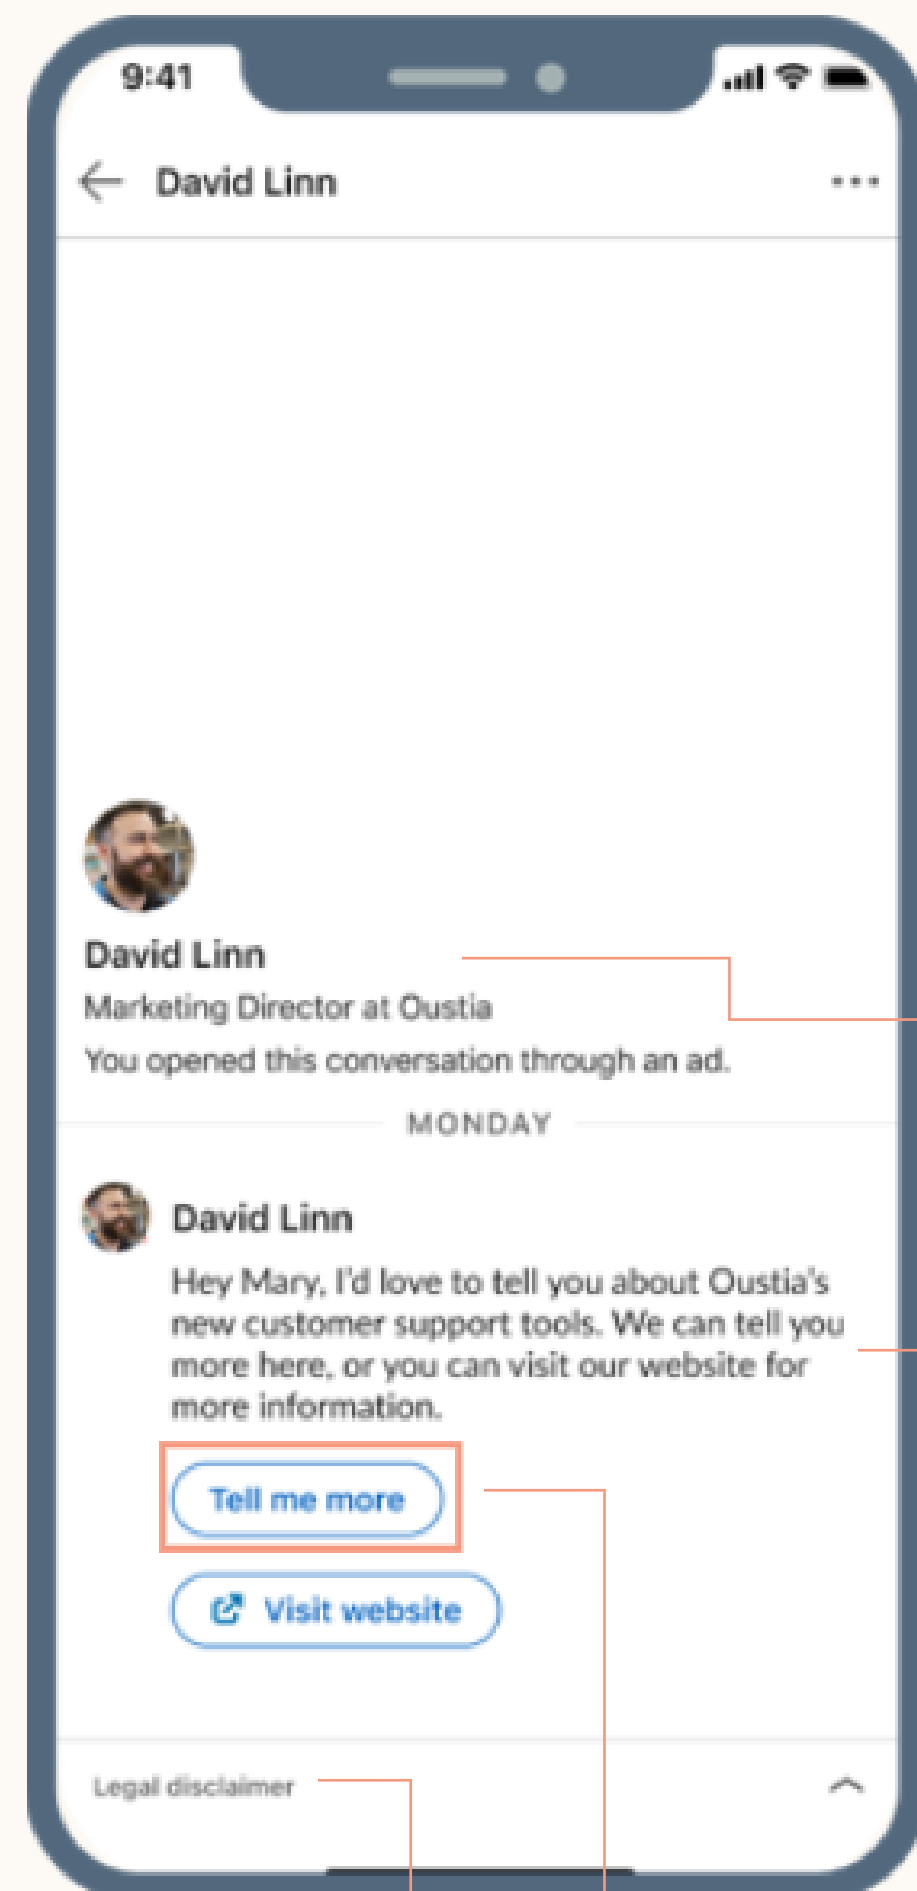 9:41
David Linn
David Linn
Marketing Director at Oustia
You opened this conversation through an ad.
MONDAY
David Linn
Hey Mary, I'd love to tell you about Oustia's
new customer support tools. We can tell you
more here, or you can visit our website for
more information.
Tell me more
Visit website
Legal disclaimer